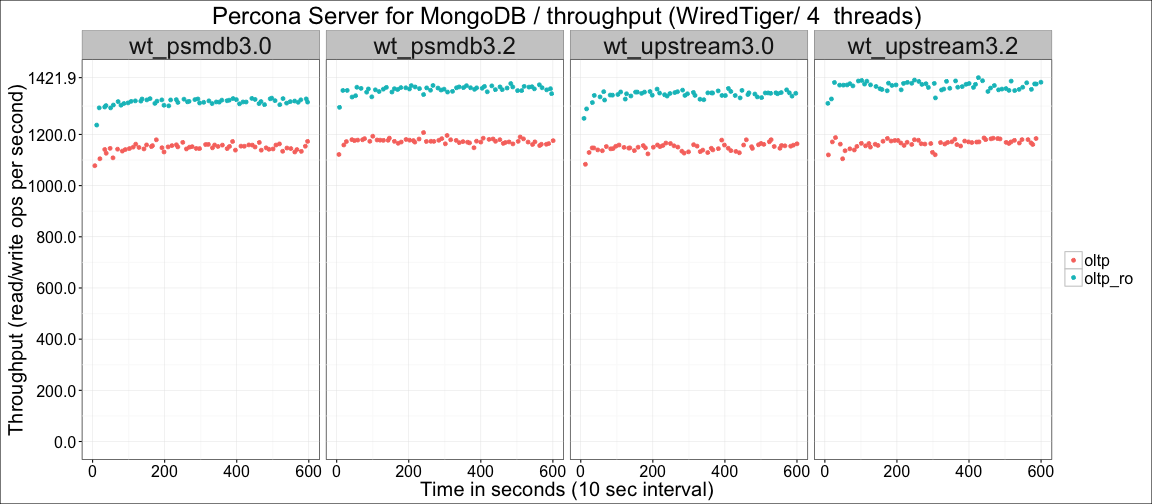 Percona Server for MongoDB / throughput (WiredTiger/ 4  threads)
wt_psmdb3.0 wt_psmdb3.2 wt_upstream3.0 wt_upstream3.2
Throughput (read/write ops per second)
1421.9
1200.0
1000.0
800.0
600.0
400.0
200.0
0.0
0 200 400 600 0 200 400 600 0 200 400 600 0 200 400 600
Time in seconds (10 sec interval)
oltp
oltp_ro